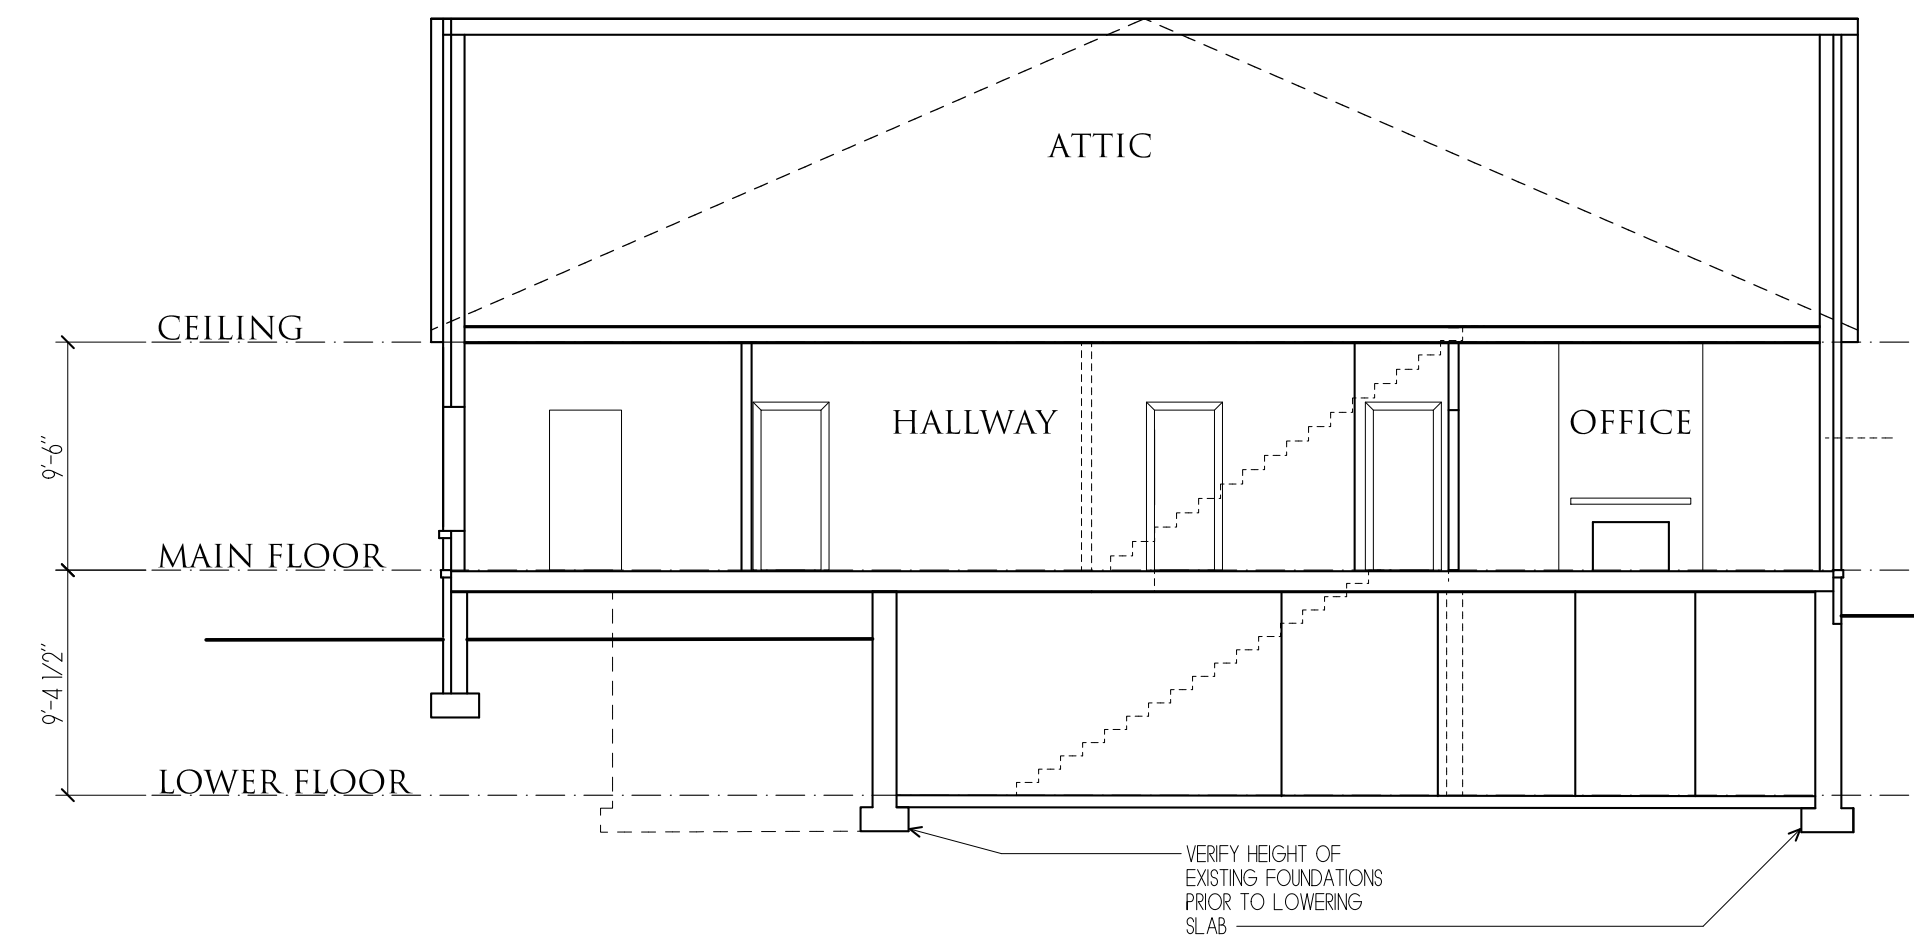 ATTIC
CEILING
HALLWAY
OFFICE
9'-6"
MAIN FLOOR
9'-4 1/2"
LOWER FLOOR
VERIFY HEIGHT OF
EXISTING FOUNDATIONS
PRIOR TO LOWERING
SLAB